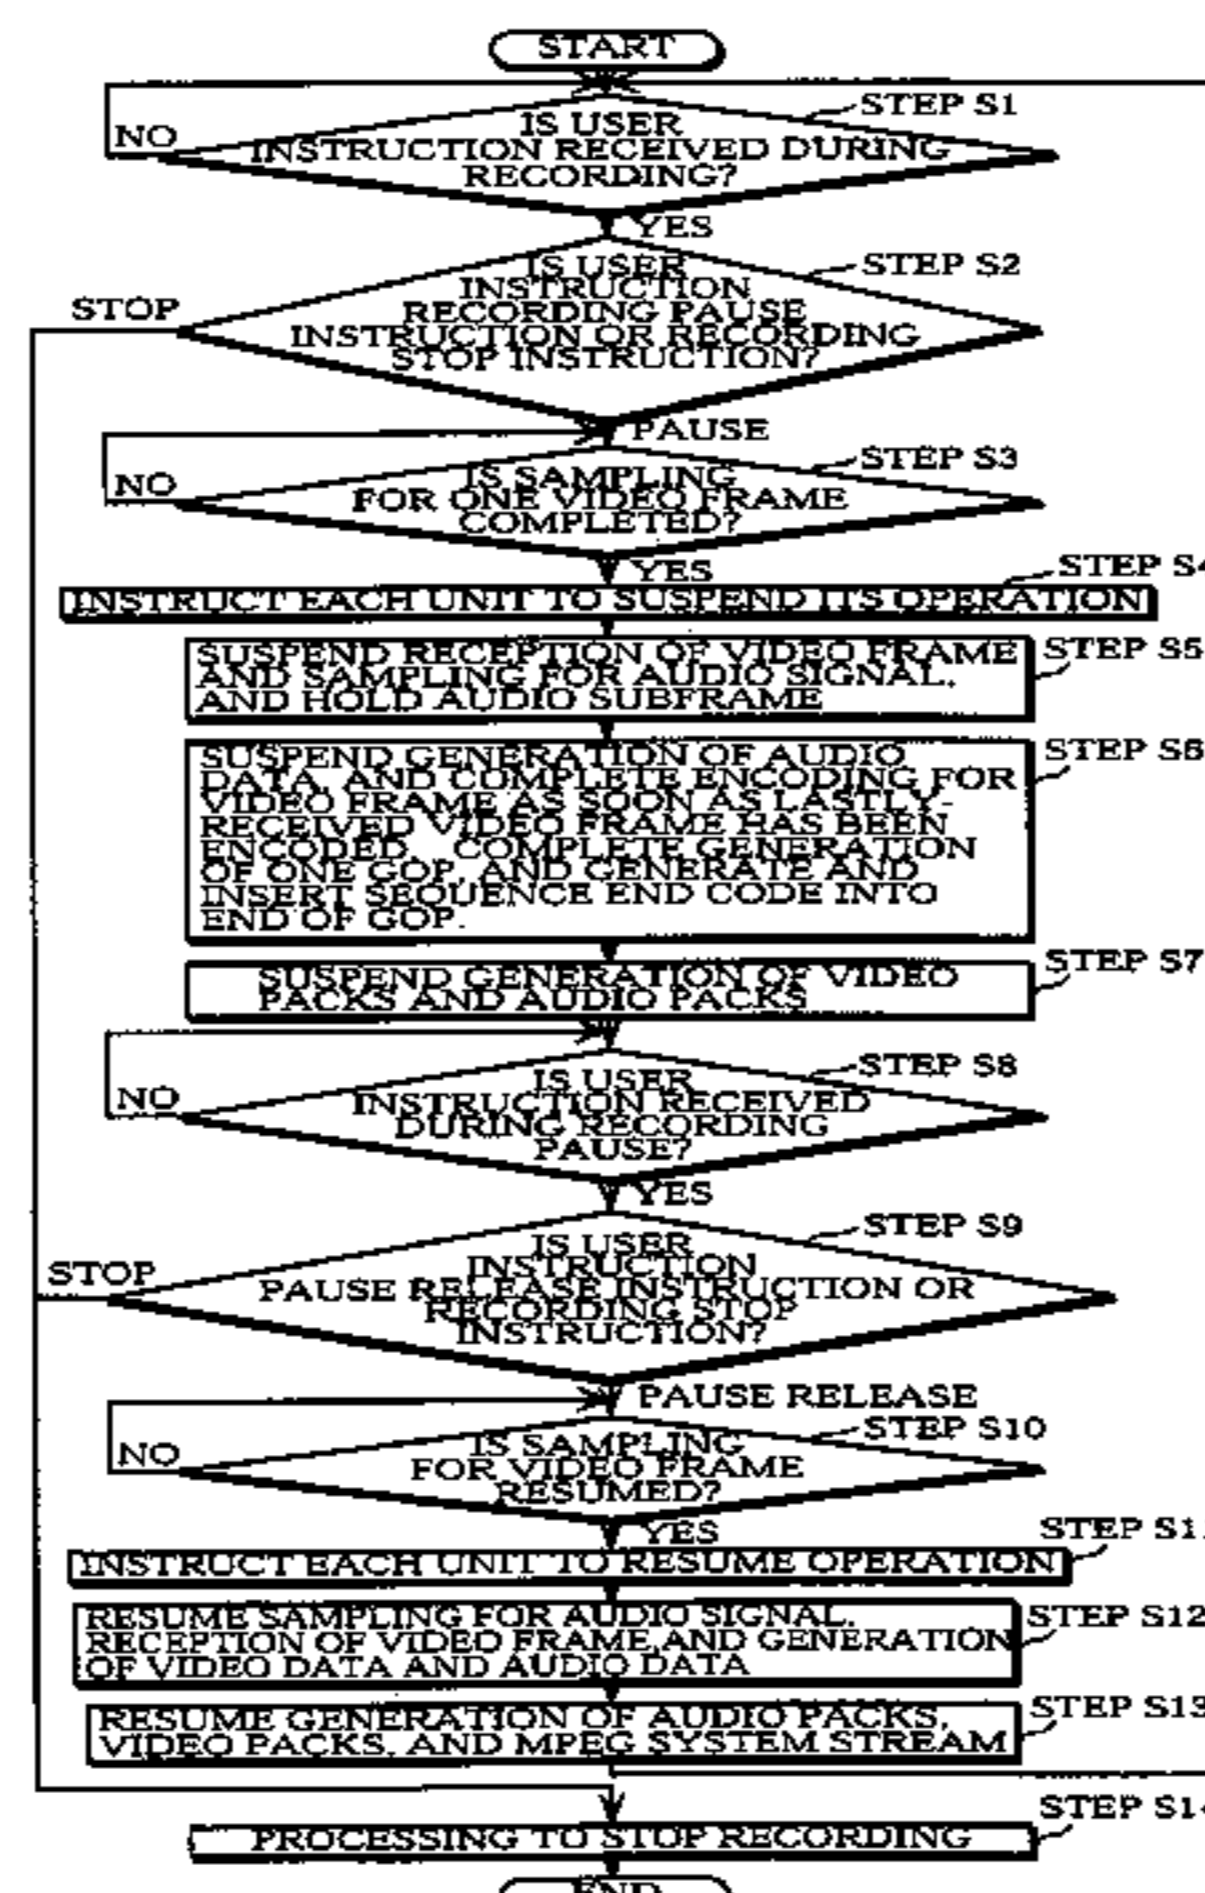 START
STEP S1
NO
IS USER
INSTRUCTION RECEIVED DURING
RECORDING?
YES
STEP S2
STOP
IS USER
INSTRUCTION
RECORDING PAUSE
INSTRUCTION OR RECORDING
STOP INSTRUCTION?
PAUSE
STEP S3
NO
IS SAMPLING
FOR ONE VIDEO FRAME
COMPLETED?
YES
STEP S4
INSTRUCT EACH UNIT TO SUSPEND ITS OPERATION
STEP S5
SUSPEND RECEPTION OF VIDEO FRAME
AND SAMPLING FOR AUDIO SIGNAL,
AND HOLD AUDIO SUBFRAME
STEP S6
SUSPEND GENERATION OF AUDIO
DATA, AND COMPLETE ENCODING FOR
VIDEO FRAME AS SOON AS LASTLY-
RECEIVED VIDEO FRAME HAS BEEN
ENCODED. COMPLETE GENERATION
OF ONE GOP, AND GENERATE AND
INSERT SEQUENCE END CODE INTO
END OF GOP.
STEP S7
SUSPEND GENERATION OF VIDEO
PACKS AND AUDIO PACKS
STEP S8
NO
IS USER
INSTRUCTION RECEIVED
DURING RECORDING
PAUSE?
YES
STEP S9
STOP
IS USER
INSTRUCTION
PAUSE RELEASE INSTRUCTION OR
RECORDING STOP
INSTRUCTION?
PAUSE RELEASE
STEP S10
NO
IS SAMPLING
FOR VIDEO FRAME
RESUMED?
YES
STEP S11
INSTRUCT EACH UNIT TO RESUME OPERATION
STEP S12
RESUME SAMPLING FOR AUDIO SIGNAL,
RECEPTION OF VIDEO FRAME, AND GENERATION
OF VIDEO DATA AND AUDIO DATA
STEP S13
RESUME GENERATION OF AUDIO PACKS,
VIDEO PACKS, AND MPEG SYSTEM STREAM
STEP S14
PROCESSING TO STOP RECORDING
END